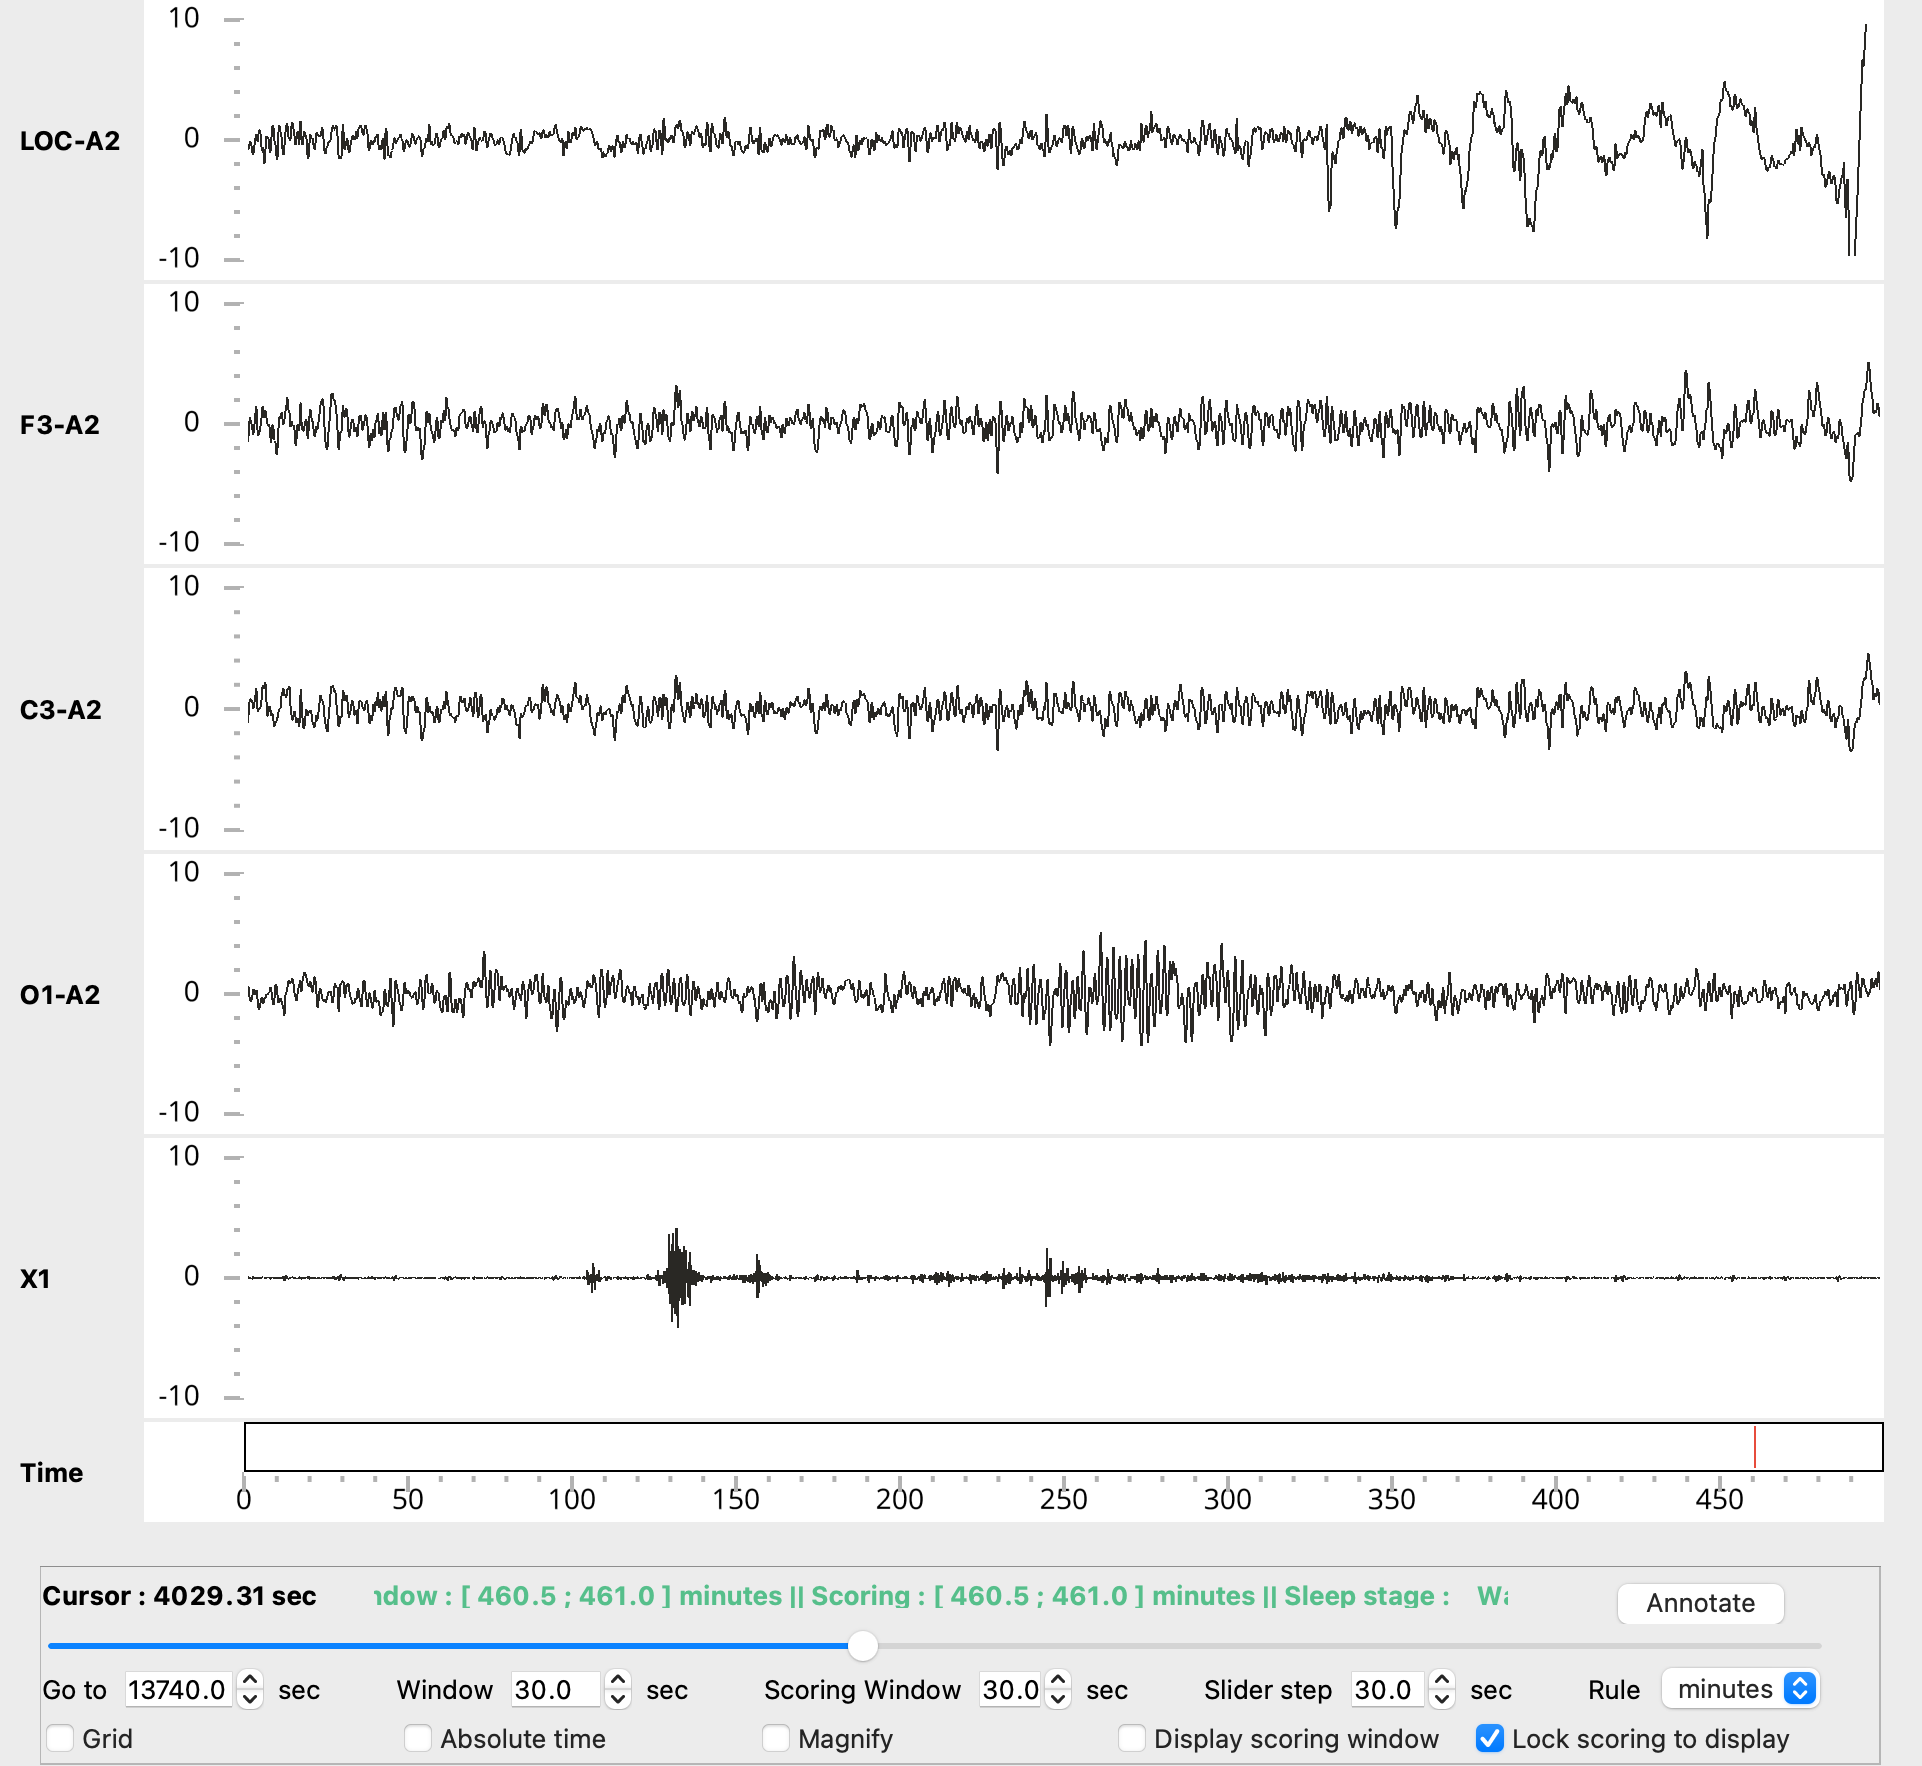 10
LOC-A2
0
-10
10
F3-A2
0
-10
10
C3-A2
0
-10
10
O1-A2
0
-10
10
X1
0
-10
Time
0 50 100 150 200 250 300 350 400 450
Cursor : 4029.31 sec ndow : [ 460.5 ; 461.0 ] minutes || Scoring : [ 460.5 ; 461.0 ] minutes || Sleep stage : Wa Annotate
Go to 13740.0 sec Window 30.0 sec Scoring Window 30.0 sec Slider step 30.0 sec Rule minutes
Grid Absolute time Magnify Display scoring window Lock scoring to display